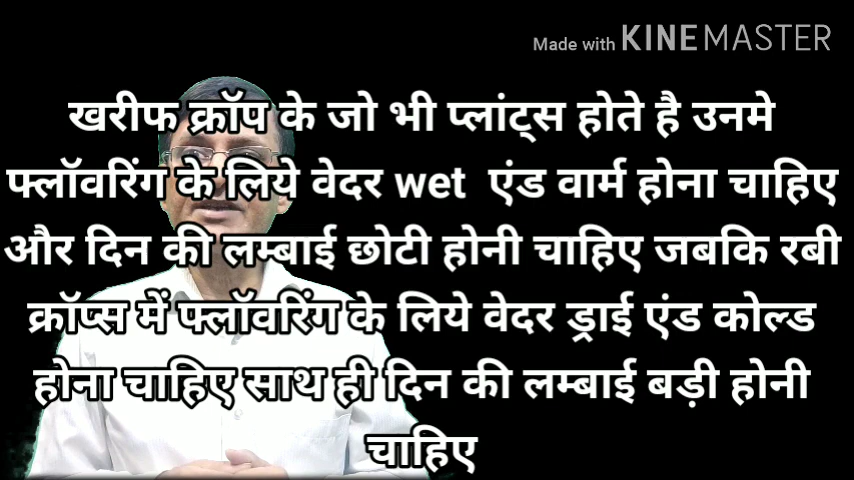 Made with KINEMASTER
खरीफ क्रॉप के जो भी प्लांट्स होते है उनमे
फ्लॉवरिंग के लिये वेदर wet एंड वार्म होना चाहिए
और दिन की लम्बाई छोटी होनी चाहिए जबकि रबी
क्रॉप्स में फ्लॉवरिंग के लिये वेदर ड्राई एंड कोल्ड
होना चाहिए साथ ही दिन की लम्बाई बड़ी होनी
चाहिए